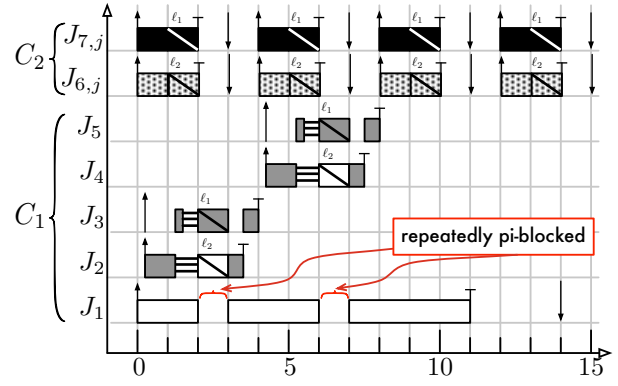 C₂
J₇,ⱼ
ℓ₁ ℓ₁ ℓ₁ ℓ₁
J₆,ⱼ
ℓ₂ ℓ₂ ℓ₂ ℓ₂
C₁
J₅
ℓ₁
J₄
ℓ₂
J₃
ℓ₁
J₂
ℓ₂
repeatedly pi-blocked
J₁
0 5 10 15